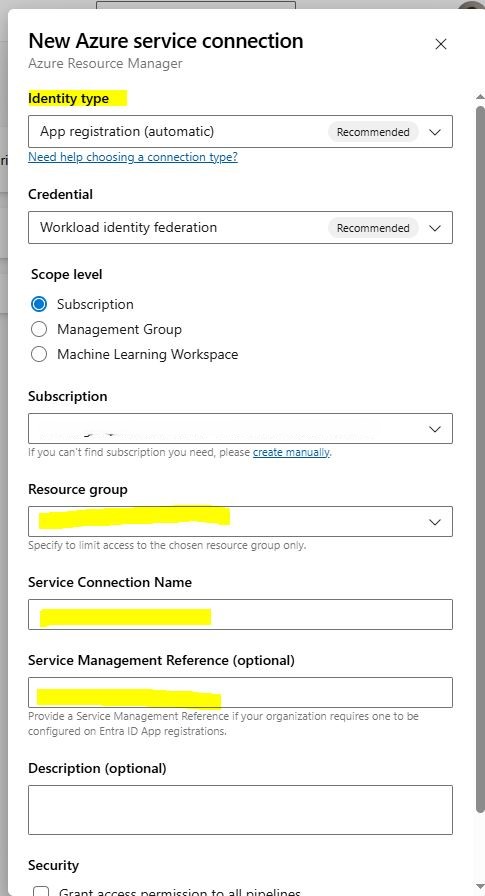 New Azure service connection
Azure Resource Manager
Identity type
App registration (automatic) Recommended
Need help choosing a connection type?
Credential
Workload identity federation Recommended
Scope level
Subscription
Management Group
Machine Learning Workspace
Subscription
If you can't find subscription you need, please create manually.
Resource group
Specify to limit access to the chosen resource group only.
Service Connection Name
Service Management Reference (optional)
Provide a Service Management Reference if your organization requires one to be
configured on Entra ID App registrations.
Description (optional)
Security
Grant access permission to all pipelines